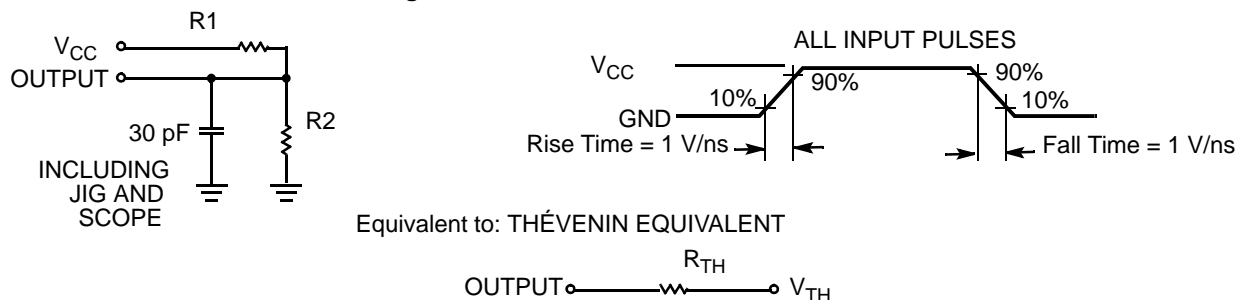 R1
V_CC
OUTPUT
30 pF
R2
INCLUDING
JIG AND
SCOPE
ALL INPUT PULSES
V_CC
90%
90%
10%
10%
GND
Rise Time = 1 V/ns
Fall Time = 1 V/ns
Equivalent to: THÉVENIN EQUIVALENT
R_TH
OUTPUT
V_TH